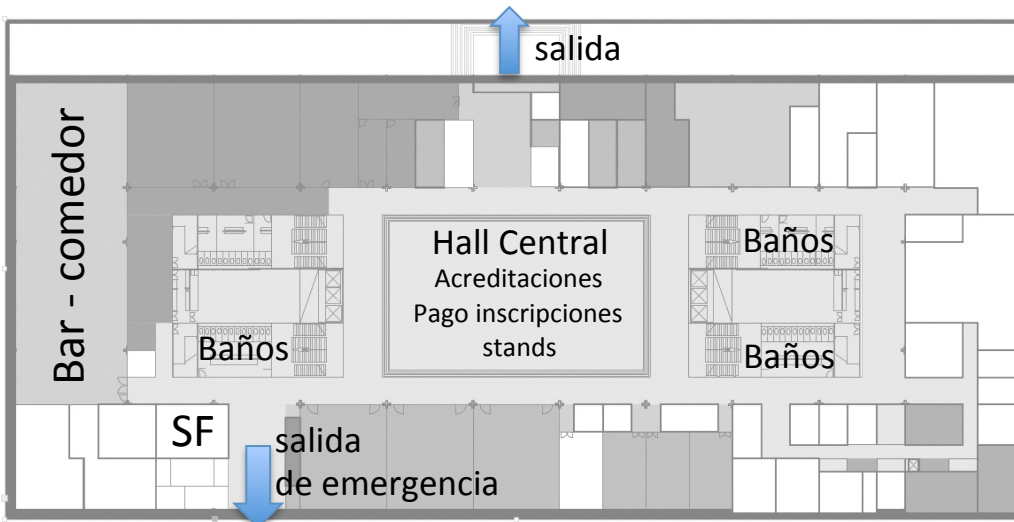 salida
Bar - comedor
Hall Central
Acreditaciones
Pago inscripciones
stands
Baños
Baños
Baños
SF
salida
de emergencia